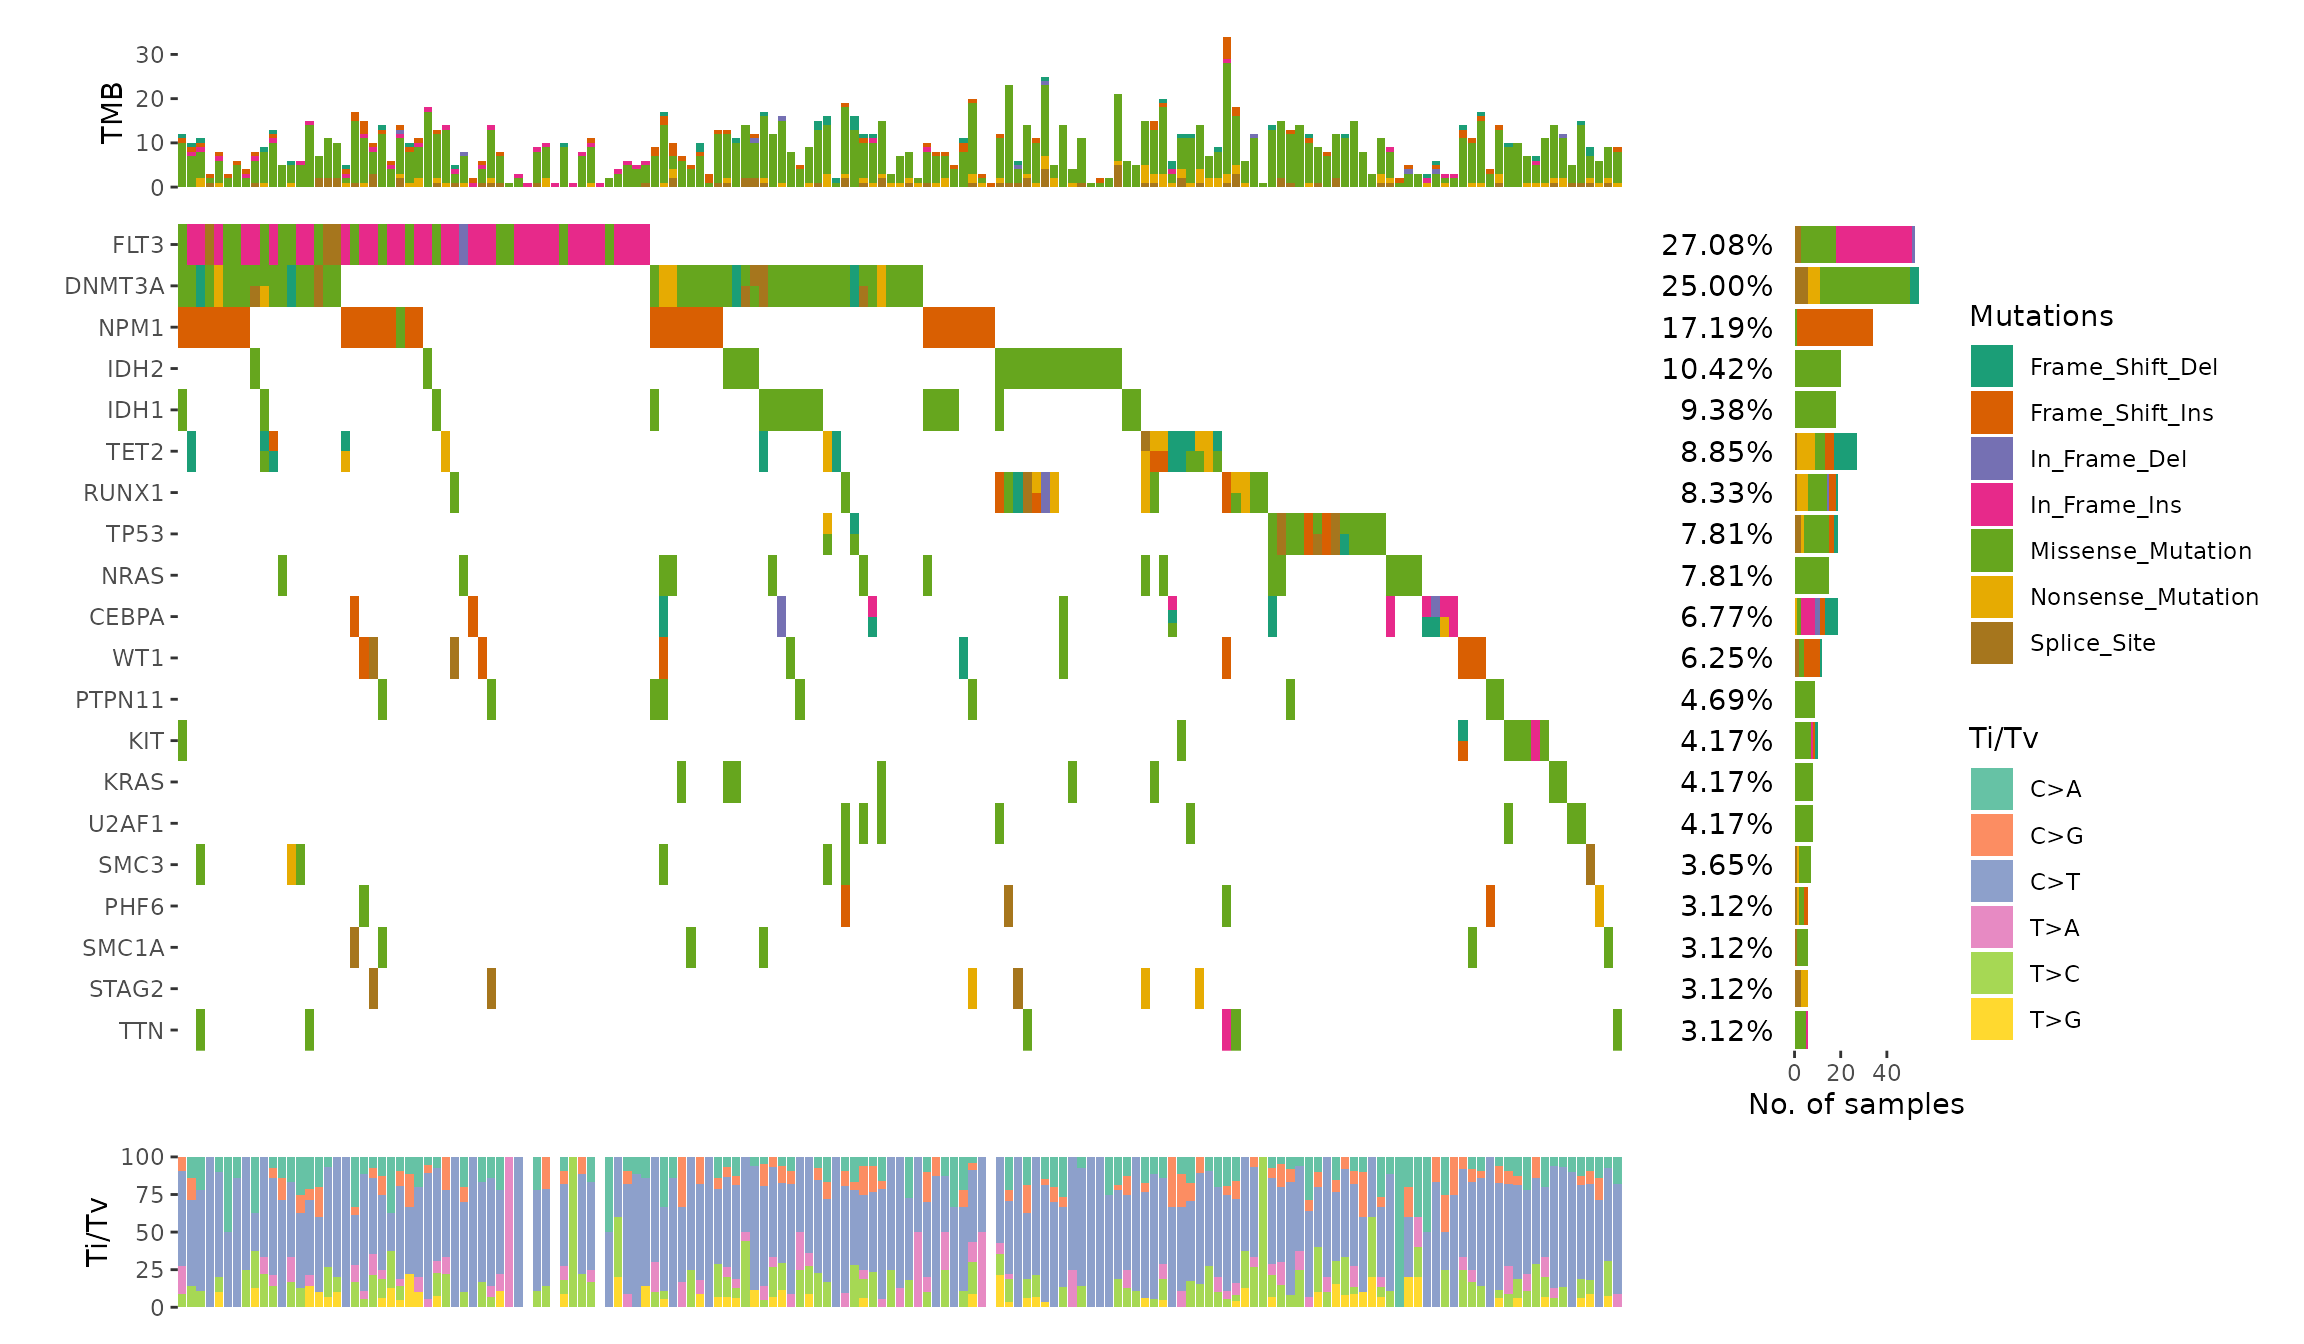 TMB
30
20
10
0
FLT3 27.08%
DNMT3A 25.00%
NPM1 17.19%
IDH2 10.42%
IDH1 9.38%
TET2 8.85%
RUNX1 8.33%
TP53 7.81%
NRAS 7.81%
CEBPA 6.77%
WT1 6.25%
PTPN11 4.69%
KIT 4.17%
KRAS 4.17%
U2AF1 4.17%
SMC3 3.65%
PHF6 3.12%
SMC1A 3.12%
STAG2 3.12%
TTN 3.12%
0 20 40
No. of samples
Mutations
Frame_Shift_Del
Frame_Shift_Ins
In_Frame_Del
In_Frame_Ins
Missense_Mutation
Nonsense_Mutation
Splice_Site
Ti/Tv
C>A
C>G
C>T
T>A
T>C
T>G
Ti/Tv
100
75
50
25
0